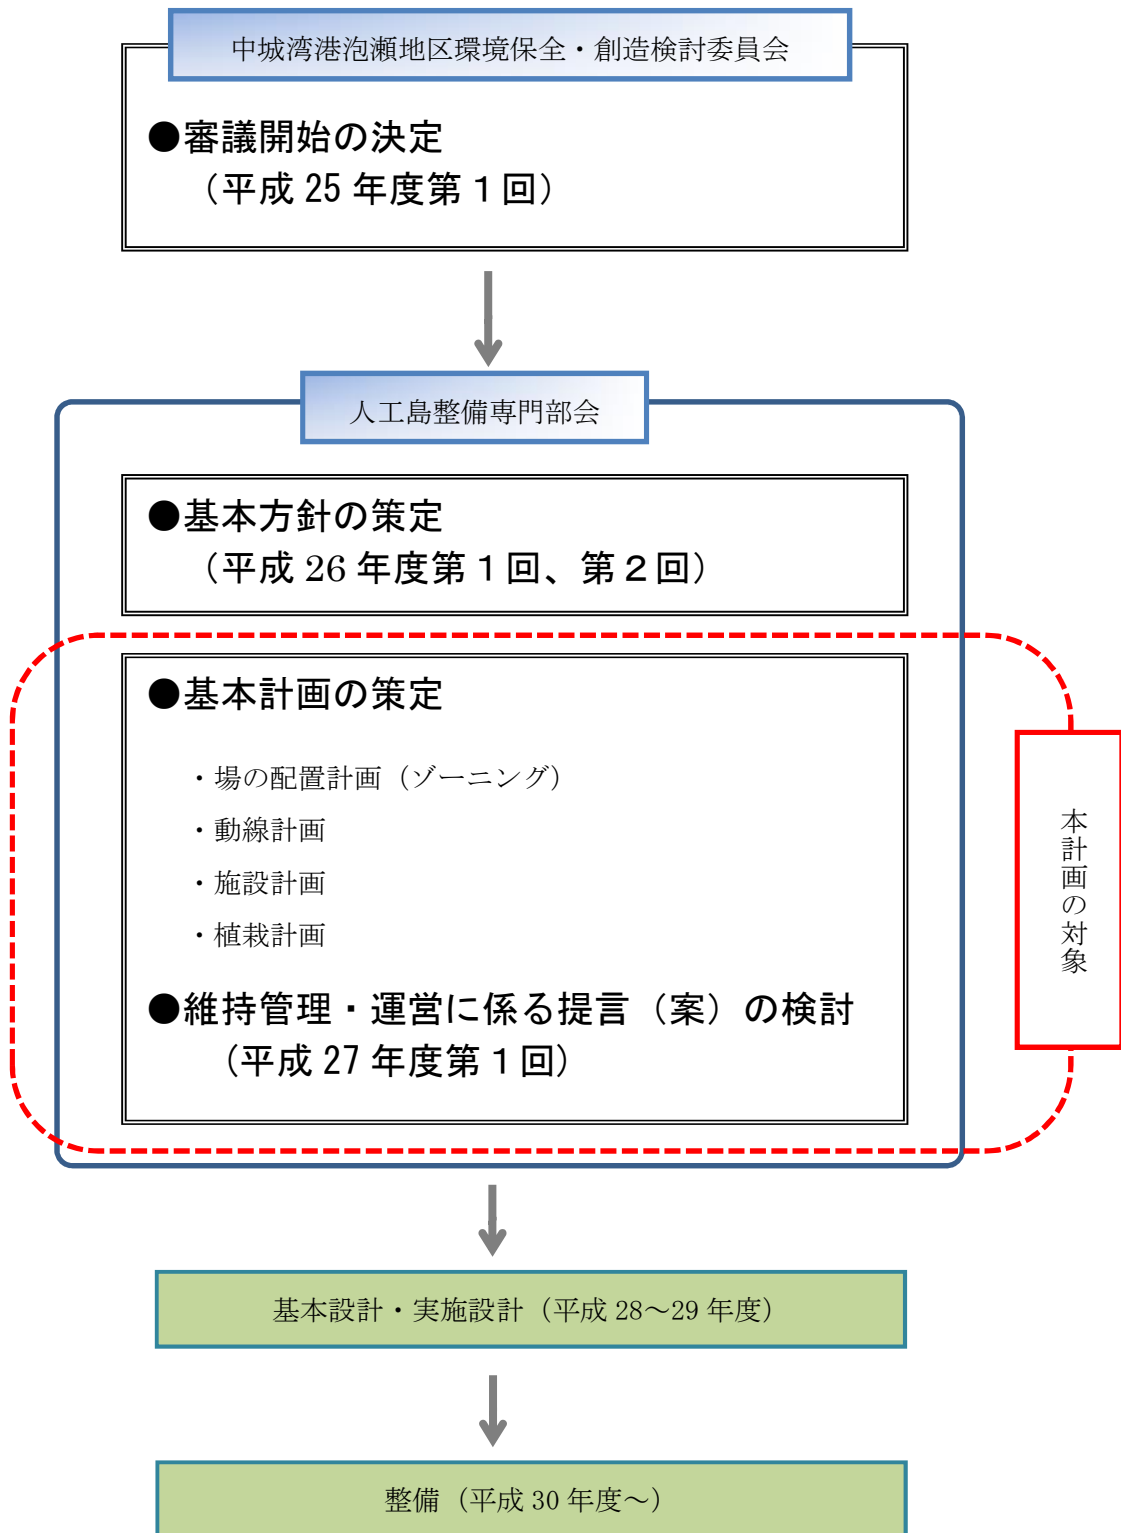 中城湾港泡瀬地区環境保全・創造検討委員会
●審議開始の決定
（平成 25 年度第１回）
人工島整備専門部会
●基本方針の策定
（平成 26 年度第１回、第２回）
●基本計画の策定
・場の配置計画（ゾーニング）
・動線計画
・施設計画
・植栽計画
●維持管理・運営に係る提言（案）の検討
（平成 27 年度第１回）
本計画の対象
基本設計・実施設計（平成 28～29 年度）
整備（平成 30 年度～）